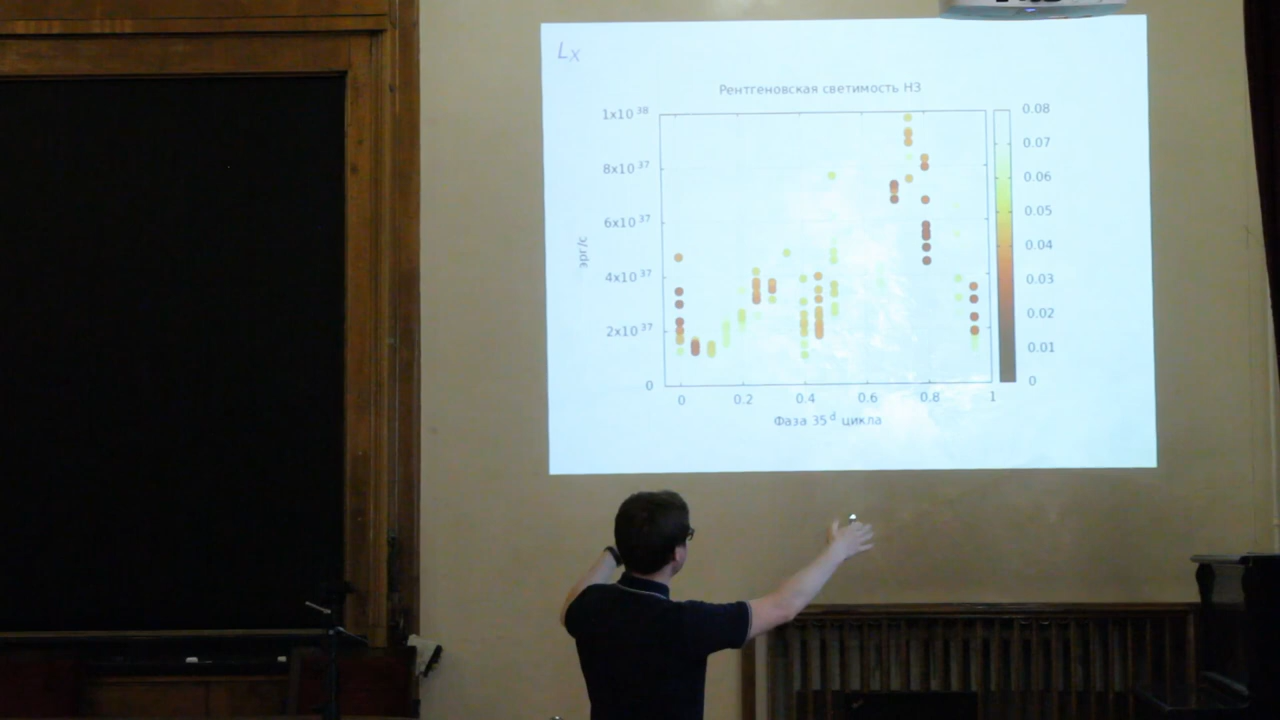 Lx
Рентгеновская светимость НЗ
1x10 38
8x10 37
6x10 37
4x10 37
2x10 37
0
эрг/с
0 0.2 0.4 0.6 0.8 1
Фаза 35 d цикла
0.08
0.07
0.06
0.05
0.04
0.03
0.02
0.01
0